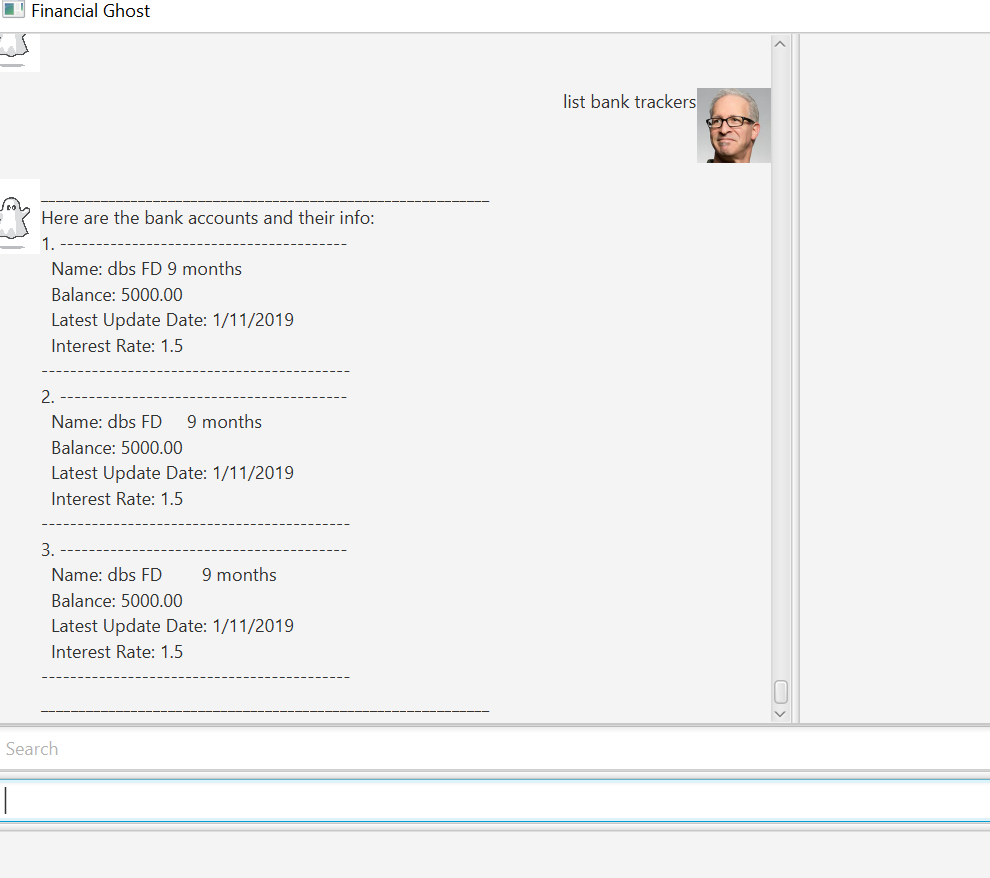 Financial Ghost
list bank trackers
____________________________________________________________
Here are the bank accounts and their info:
1. ----------------------------------------
  Name: dbs FD 9 months
  Balance: 5000.00
  Latest Update Date: 1/11/2019
  Interest Rate: 1.5
-------------------------------------------
2. ----------------------------------------
  Name: dbs FD     9 months
  Balance: 5000.00
  Latest Update Date: 1/11/2019
  Interest Rate: 1.5
-------------------------------------------
3. ----------------------------------------
  Name: dbs FD        9 months
  Balance: 5000.00
  Latest Update Date: 1/11/2019
  Interest Rate: 1.5
-------------------------------------------
____________________________________________________________
Search